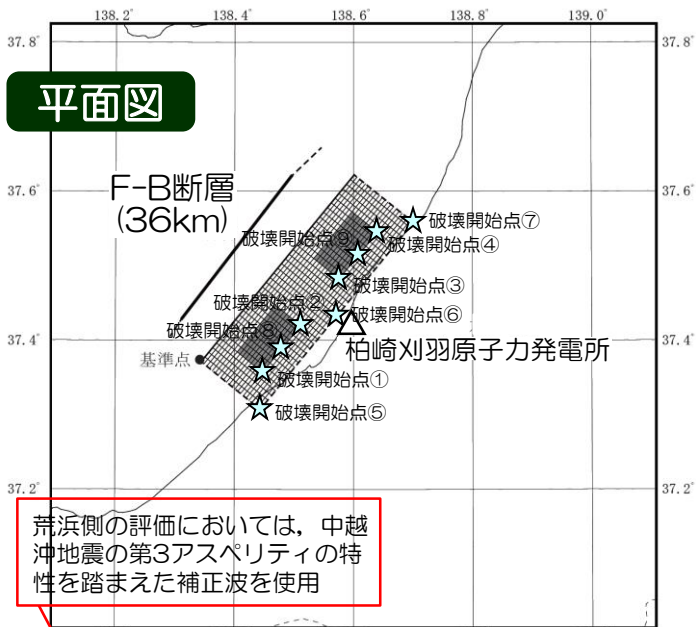 138.2° 138.4° 138.6° 138.8° 139.0°
37.8° 37.8°
平面図
37.6° 37.6°
F-B断層
(36km)
破壊開始点⑦
破壊開始点⑨
破壊開始点④
破壊開始点③
破壊開始点②
破壊開始点⑥
破壊開始点⑧
37.4° 37.4°
柏崎刈羽原子力発電所
基準点
破壊開始点①
破壊開始点⑤
37.2° 37.2°
荒浜側の評価においては，中越
沖地震の第3アスペリティの特
性を踏まえた補正波を使用